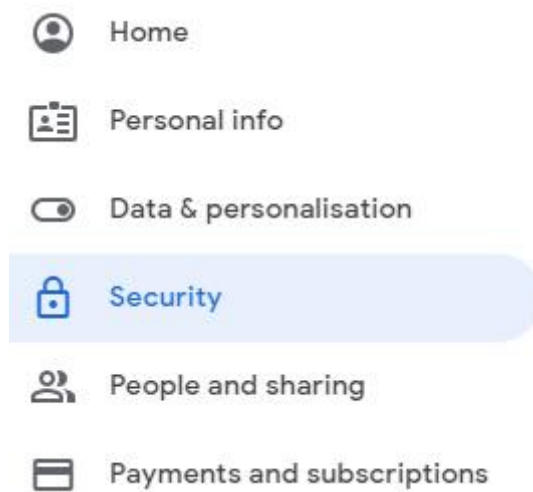 Home
Personal info
Data & personalisation
Security
People and sharing
Payments and subscriptions